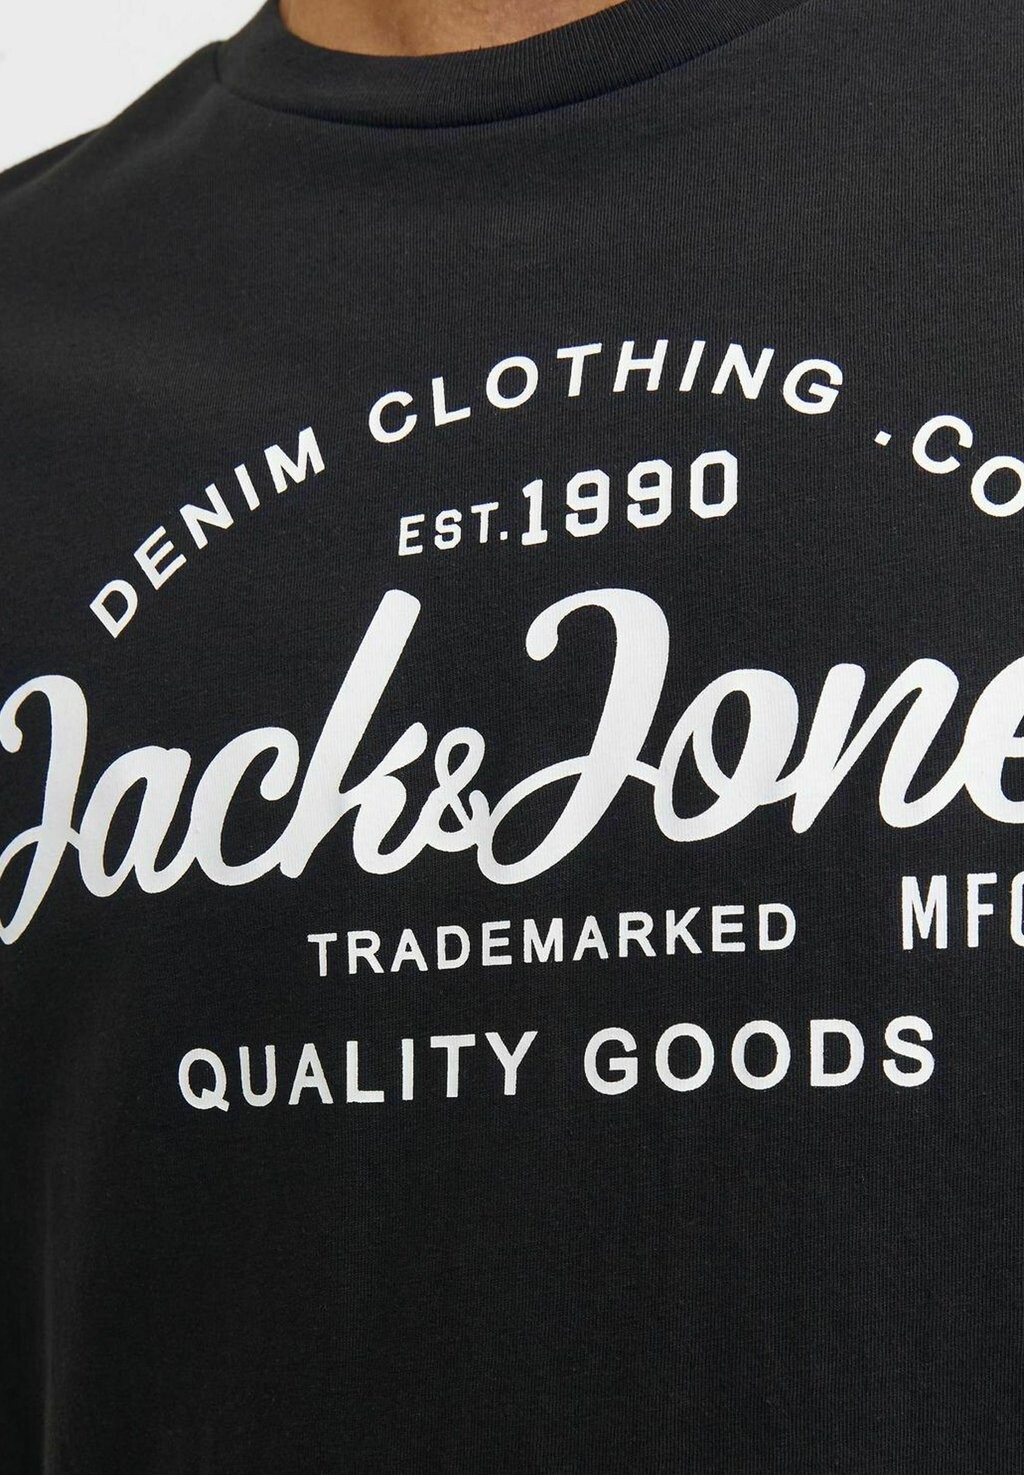 DENIM CLOTHING .CO
EST. 1990
Jack&Jone
TRADEMARKED MFG
QUALITY GOODS